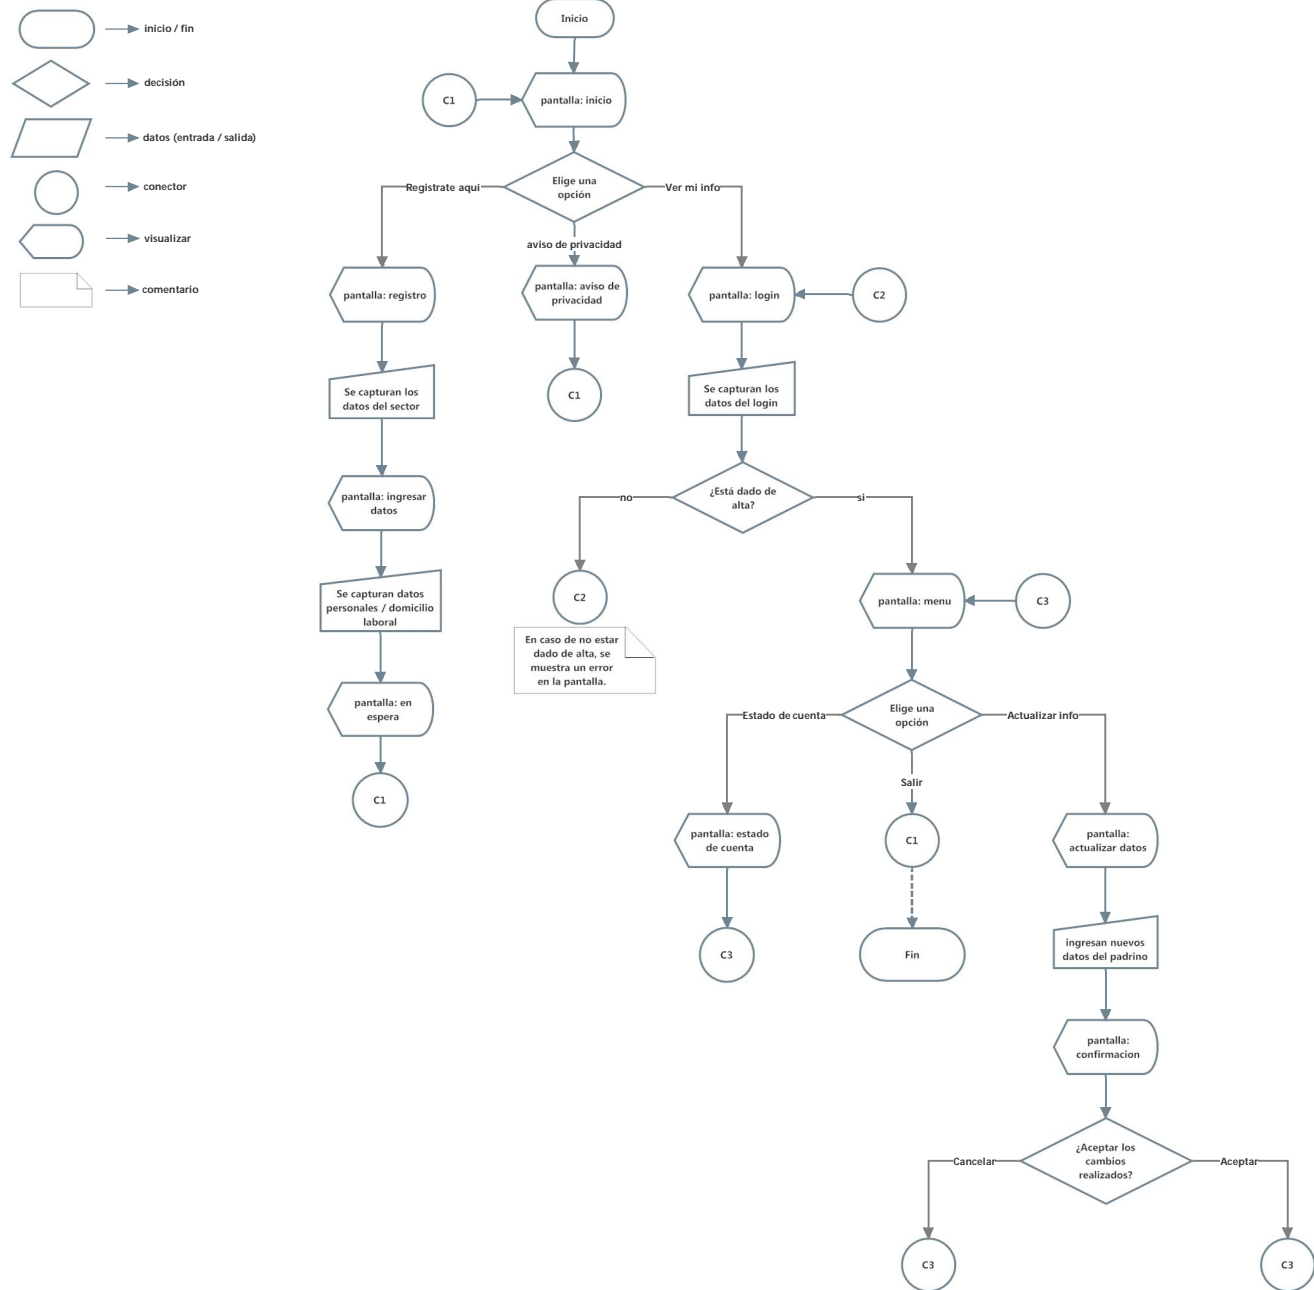 inicio / fin
decisión
datos (entrada / salida)
conector
visualizar
comentario
Inicio
C1
pantalla: inicio
Elige una
opción
Registrate aquí
aviso de privacidad
Ver mi info
pantalla: registro
pantalla: aviso de
privacidad
pantalla: login
C2
Se capturan los
datos del sector
C1
Se capturan los
datos del login
pantalla: ingresar
datos
¿Está dado de
alta?
no
si
Se capturan datos
personales / domicilio
laboral
C2
En caso de no estar
dado de alta, se
muestra un error
en la pantalla.
pantalla: menu
C3
pantalla: en
espera
C1
Elige una
opción
Estado de cuenta
Salir
Actualizar info
pantalla: estado
de cuenta
C1
pantalla:
actualizar datos
C3
Fin
ingresan nuevos
datos del padrino
pantalla:
confirmacion
¿Aceptar los
cambios
realizados?
Cancelar
Aceptar
C3
C3